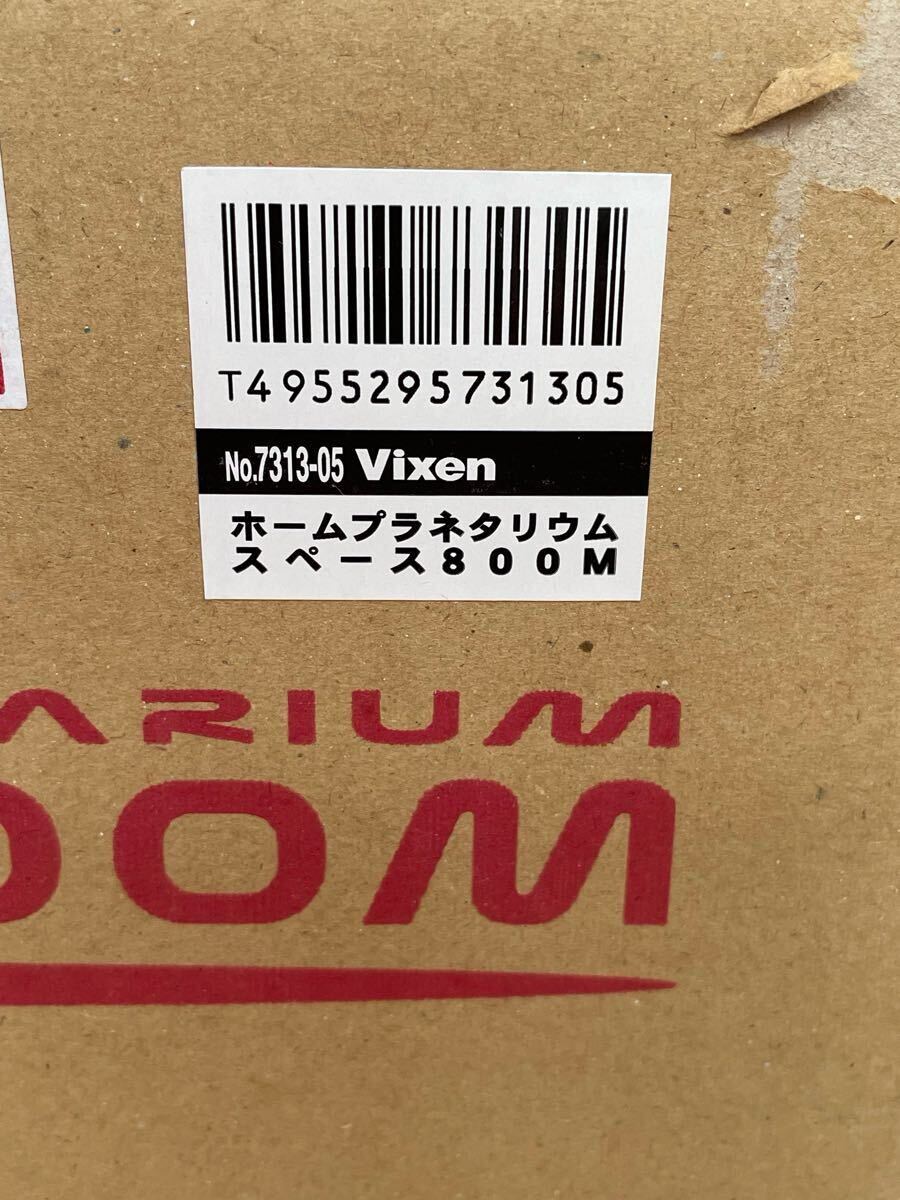 T4955295731305
No.7313-05 Vixen
ホームプラネタリウム
スペース800M
ARIUM
00M